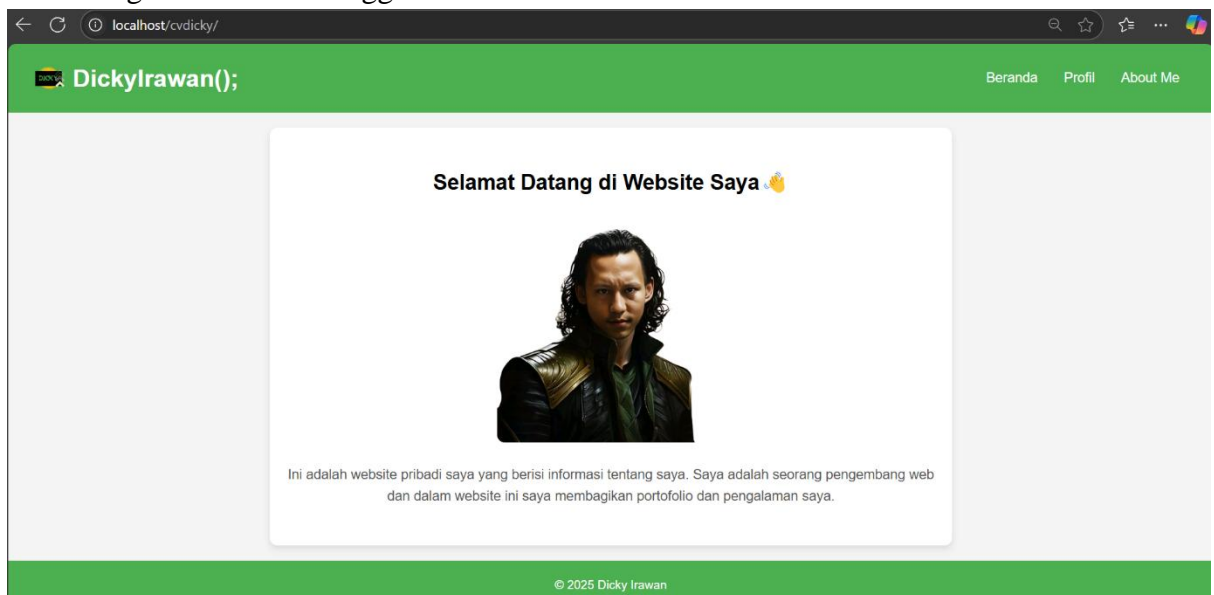 localhost/cvdicky/
DickyIrawan();
Beranda Profil About Me
Selamat Datang di Website Saya 👋
Ini adalah website pribadi saya yang berisi informasi tentang saya. Saya adalah seorang pengembang web
dan dalam website ini saya membagikan portofolio dan pengalaman saya.
© 2025 Dicky Irawan